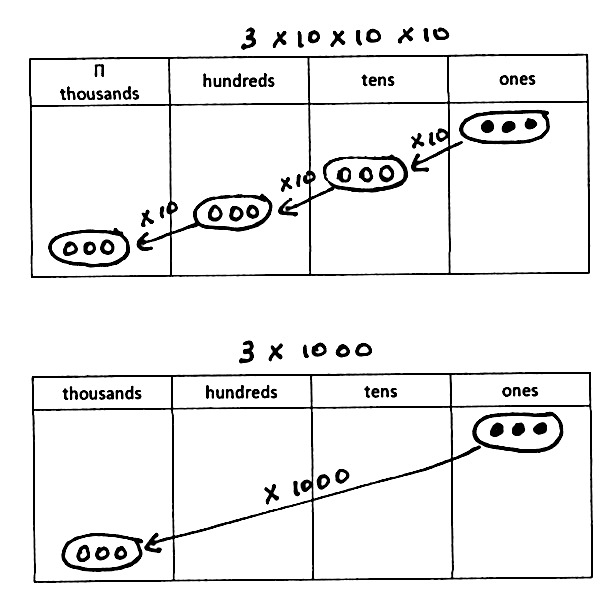 3 x 10 x 10 x 10
П
thousands hundreds tens ones
x 10
x 10
x 10
3 x 1000
thousands hundreds tens ones
x 1000